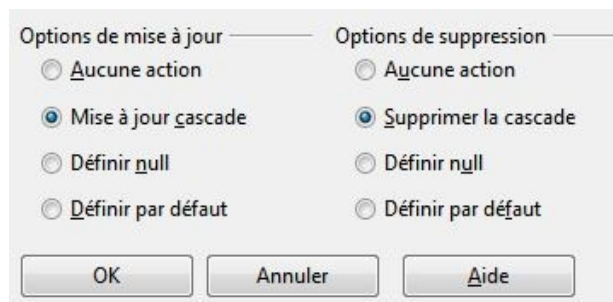 Options de mise à jour Options de suppression
Aucune action Aucune action
Mise à jour cascade Supprimer la cascade
Définir null Définir null
Définir par défaut Définir par défaut
OK Annuler Aide